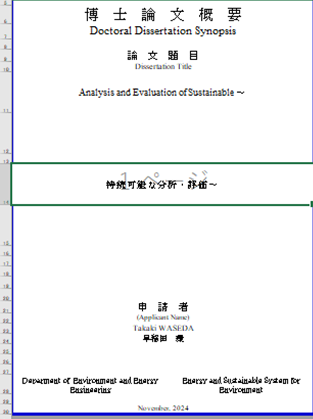 博士論文概要
Doctoral Dissertation Synopsis
論文題目
Dissertation Title
Analysis and Evaluation of Sustainable ～
持続可能な分析・評価～
申請者
(Applicant Name)
Takaki WASEDA
早稲田
Department of Environment and Energy Engineering
Energy and Sustainable System for Environment
November, 2024